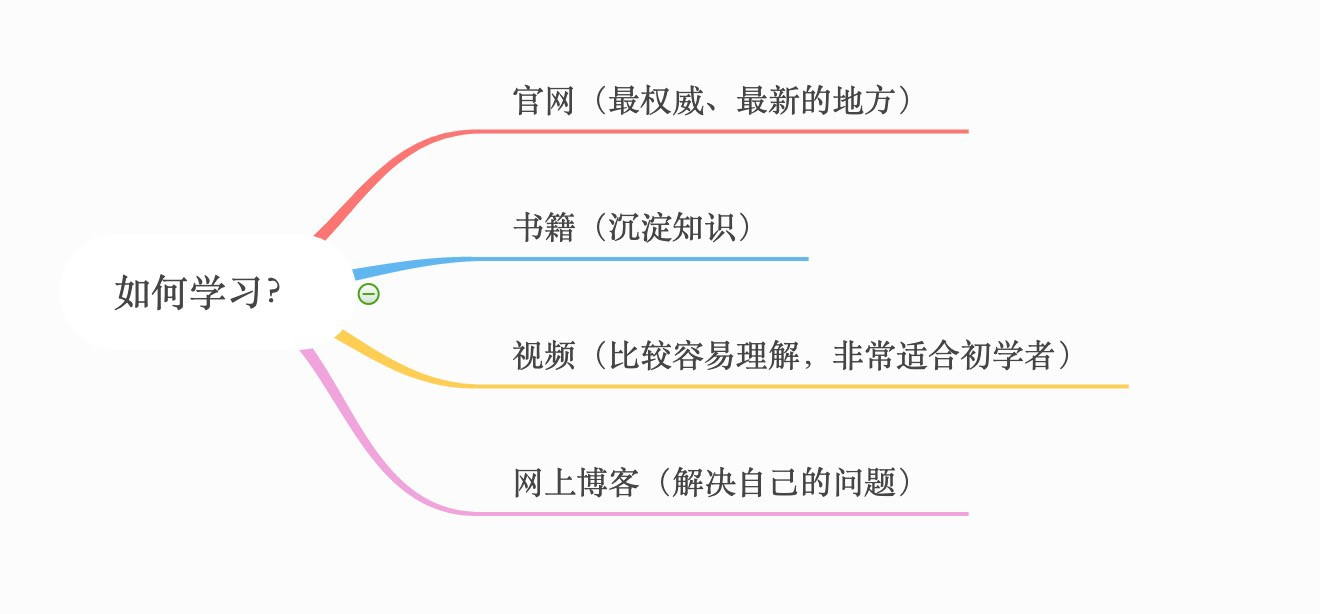 官网（最权威、最新的地方）
书籍（沉淀知识）
如何学习?
视频（比较容易理解，非常适合初学者）
网上博客（解决自己的问题）